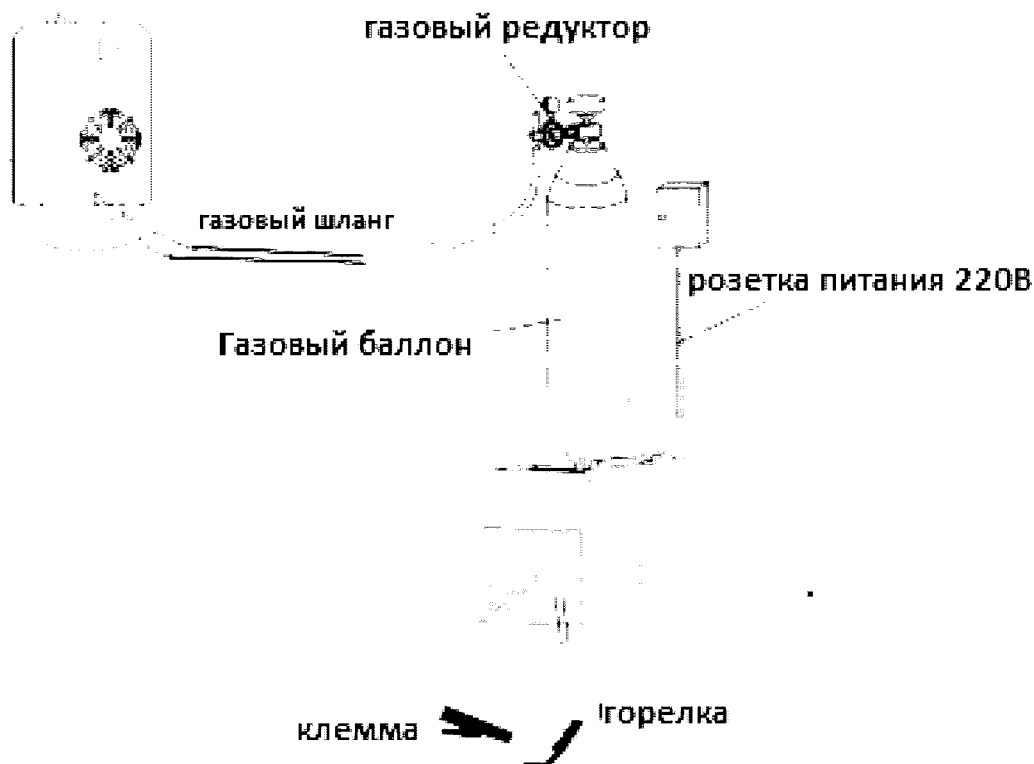 газовый редуктор
газовый шланг
розетка питания 220В
Газовый баллон
горелка
клемма